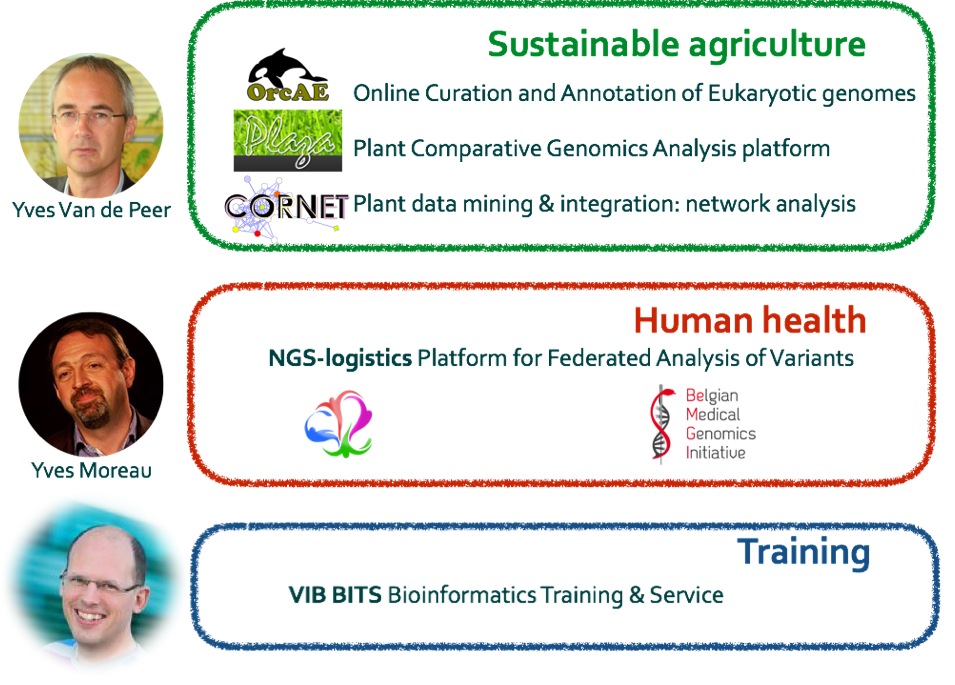 Sustainable agriculture
OrcAE
Online Curation and Annotation of Eukaryotic genomes
Plaza
Plant Comparative Genomics Analysis platform
CORNET
Plant data mining & integration: network analysis
Yves Van de Peer
Human health
NGS-logistics Platform for Federated Analysis of Variants
Belgian
Medical
Genomics
Initiative
Yves Moreau
Training
VIB BITS Bioinformatics Training & Service